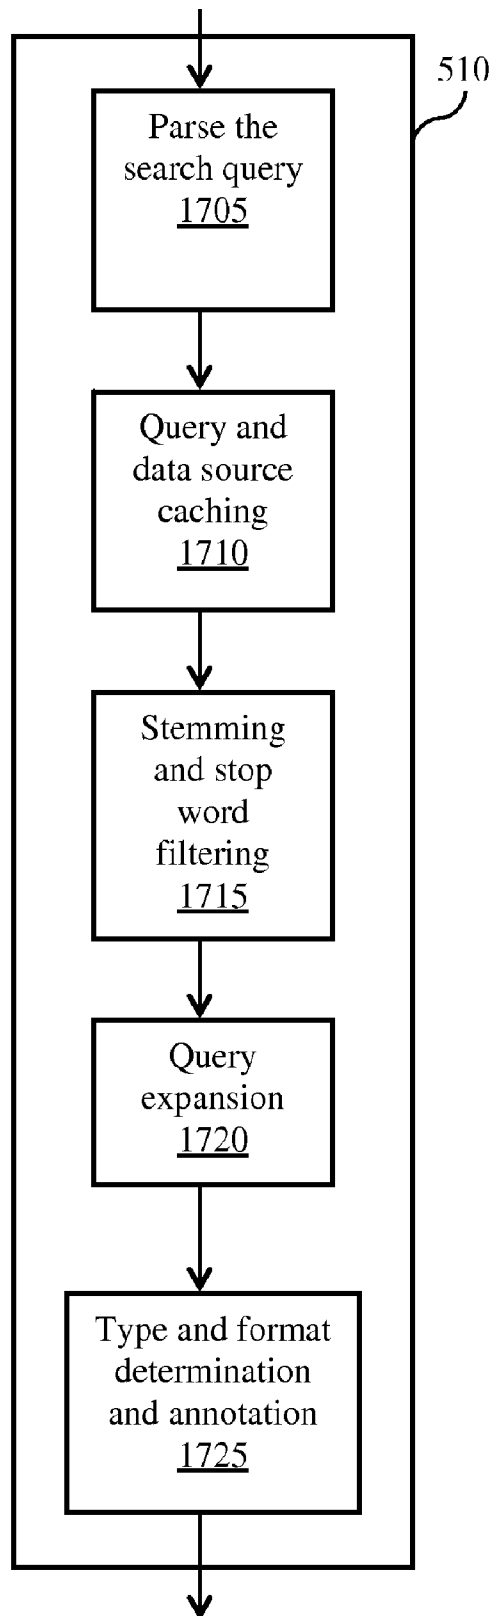 510
Parse the
search query
1705
Query and
data source
caching
1710
Stemming
and stop
word
filtering
1715
Query
expansion
1720
Type and format
determination
and annotation
1725